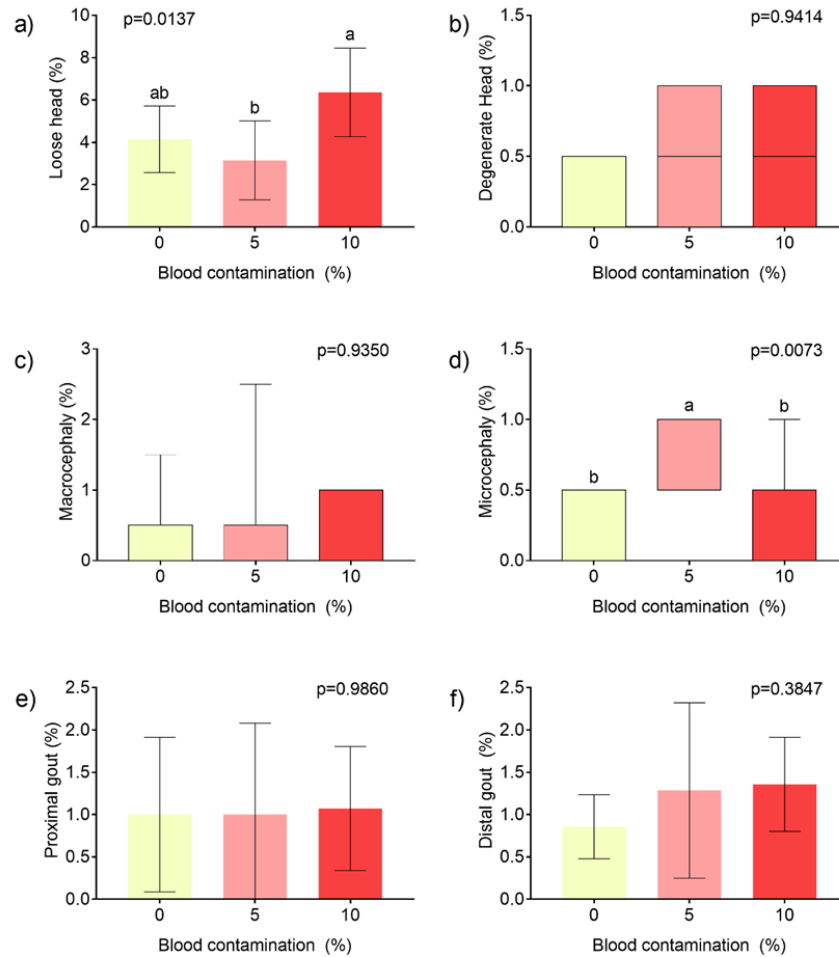 a)
p=0.0137
Loose head (%)
10
8
6
4
2
0
ab
b
a
0
5
10
Blood contamination (%)
b)
p=0.9414
Degenerate Head (%)
1.5
1.0
0.5
0.0
0
5
10
Blood contamination (%)
c)
p=0.9350
Macrocephaly (%)
3
2
1
0
0
5
10
Blood contamination (%)
d)
p=0.0073
Microcephaly (%)
1.5
1.0
0.5
0.0
b
a
b
0
5
10
Blood contamination (%)
e)
p=0.9860
Proximal gout (%)
2.5
2.0
1.5
1.0
0.5
0.0
0
5
10
Blood contamination (%)
f)
p=0.3847
Distal gout (%)
2.5
2.0
1.5
1.0
0.5
0.0
0
5
10
Blood contamination (%)